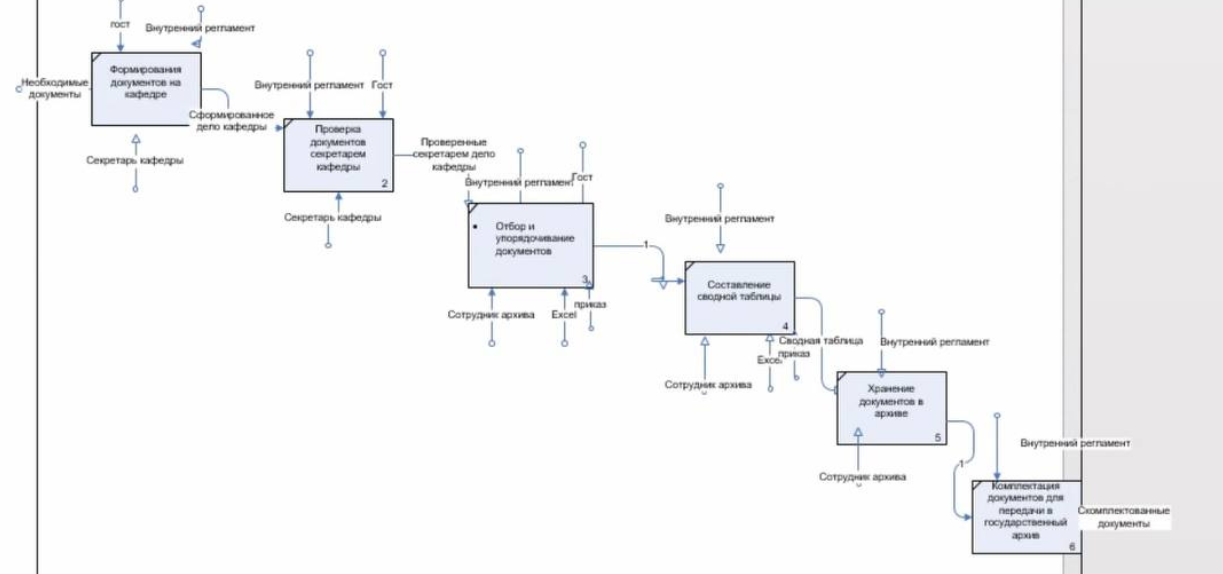 гост
Внутренний регламент
Формирования
документов на
кафедре
Необходимые
документы
Сформированное
дело кафедры
Секретарь кафедры
Внутренний регламент
Гост
Проверка
документов
секретарем
кафедры
2
Секретарь кафедры
Проверенные
секретарем дело
кафедры
Внутренний регламент
Гост
Отбор и
упорядочивание
документов
3
Сотрудник архива
Excel
приказ
1
Внутренний регламент
Составление
сводной таблицы
4
Сотрудник архива
Excel
приказ
Сводная таблица
Внутренний регламент
Хранение
документов в
архиве
5
Сотрудник архива
1
Внутренний регламент
Комплектация
документов для
передачи в
государственный
архив
6
Скомплектованные
документы